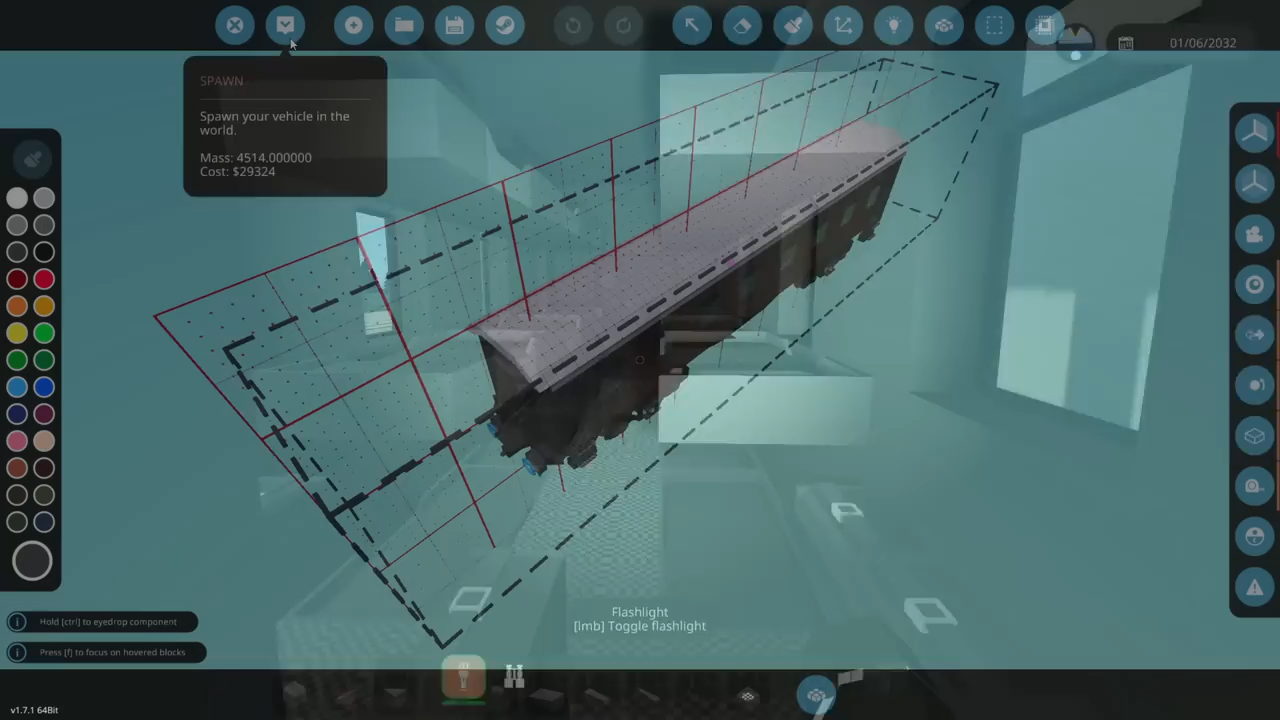 01/06/2032
SPAWN
Spawn your vehicle in the
world.
Mass: 4514.000000
Cost: $29324
Flashlight
[lmb] Toggle flashlight
Hold [ctrl] to eyedrop component
Press [f] to focus on hovered blocks
v1.7.1 64Bit